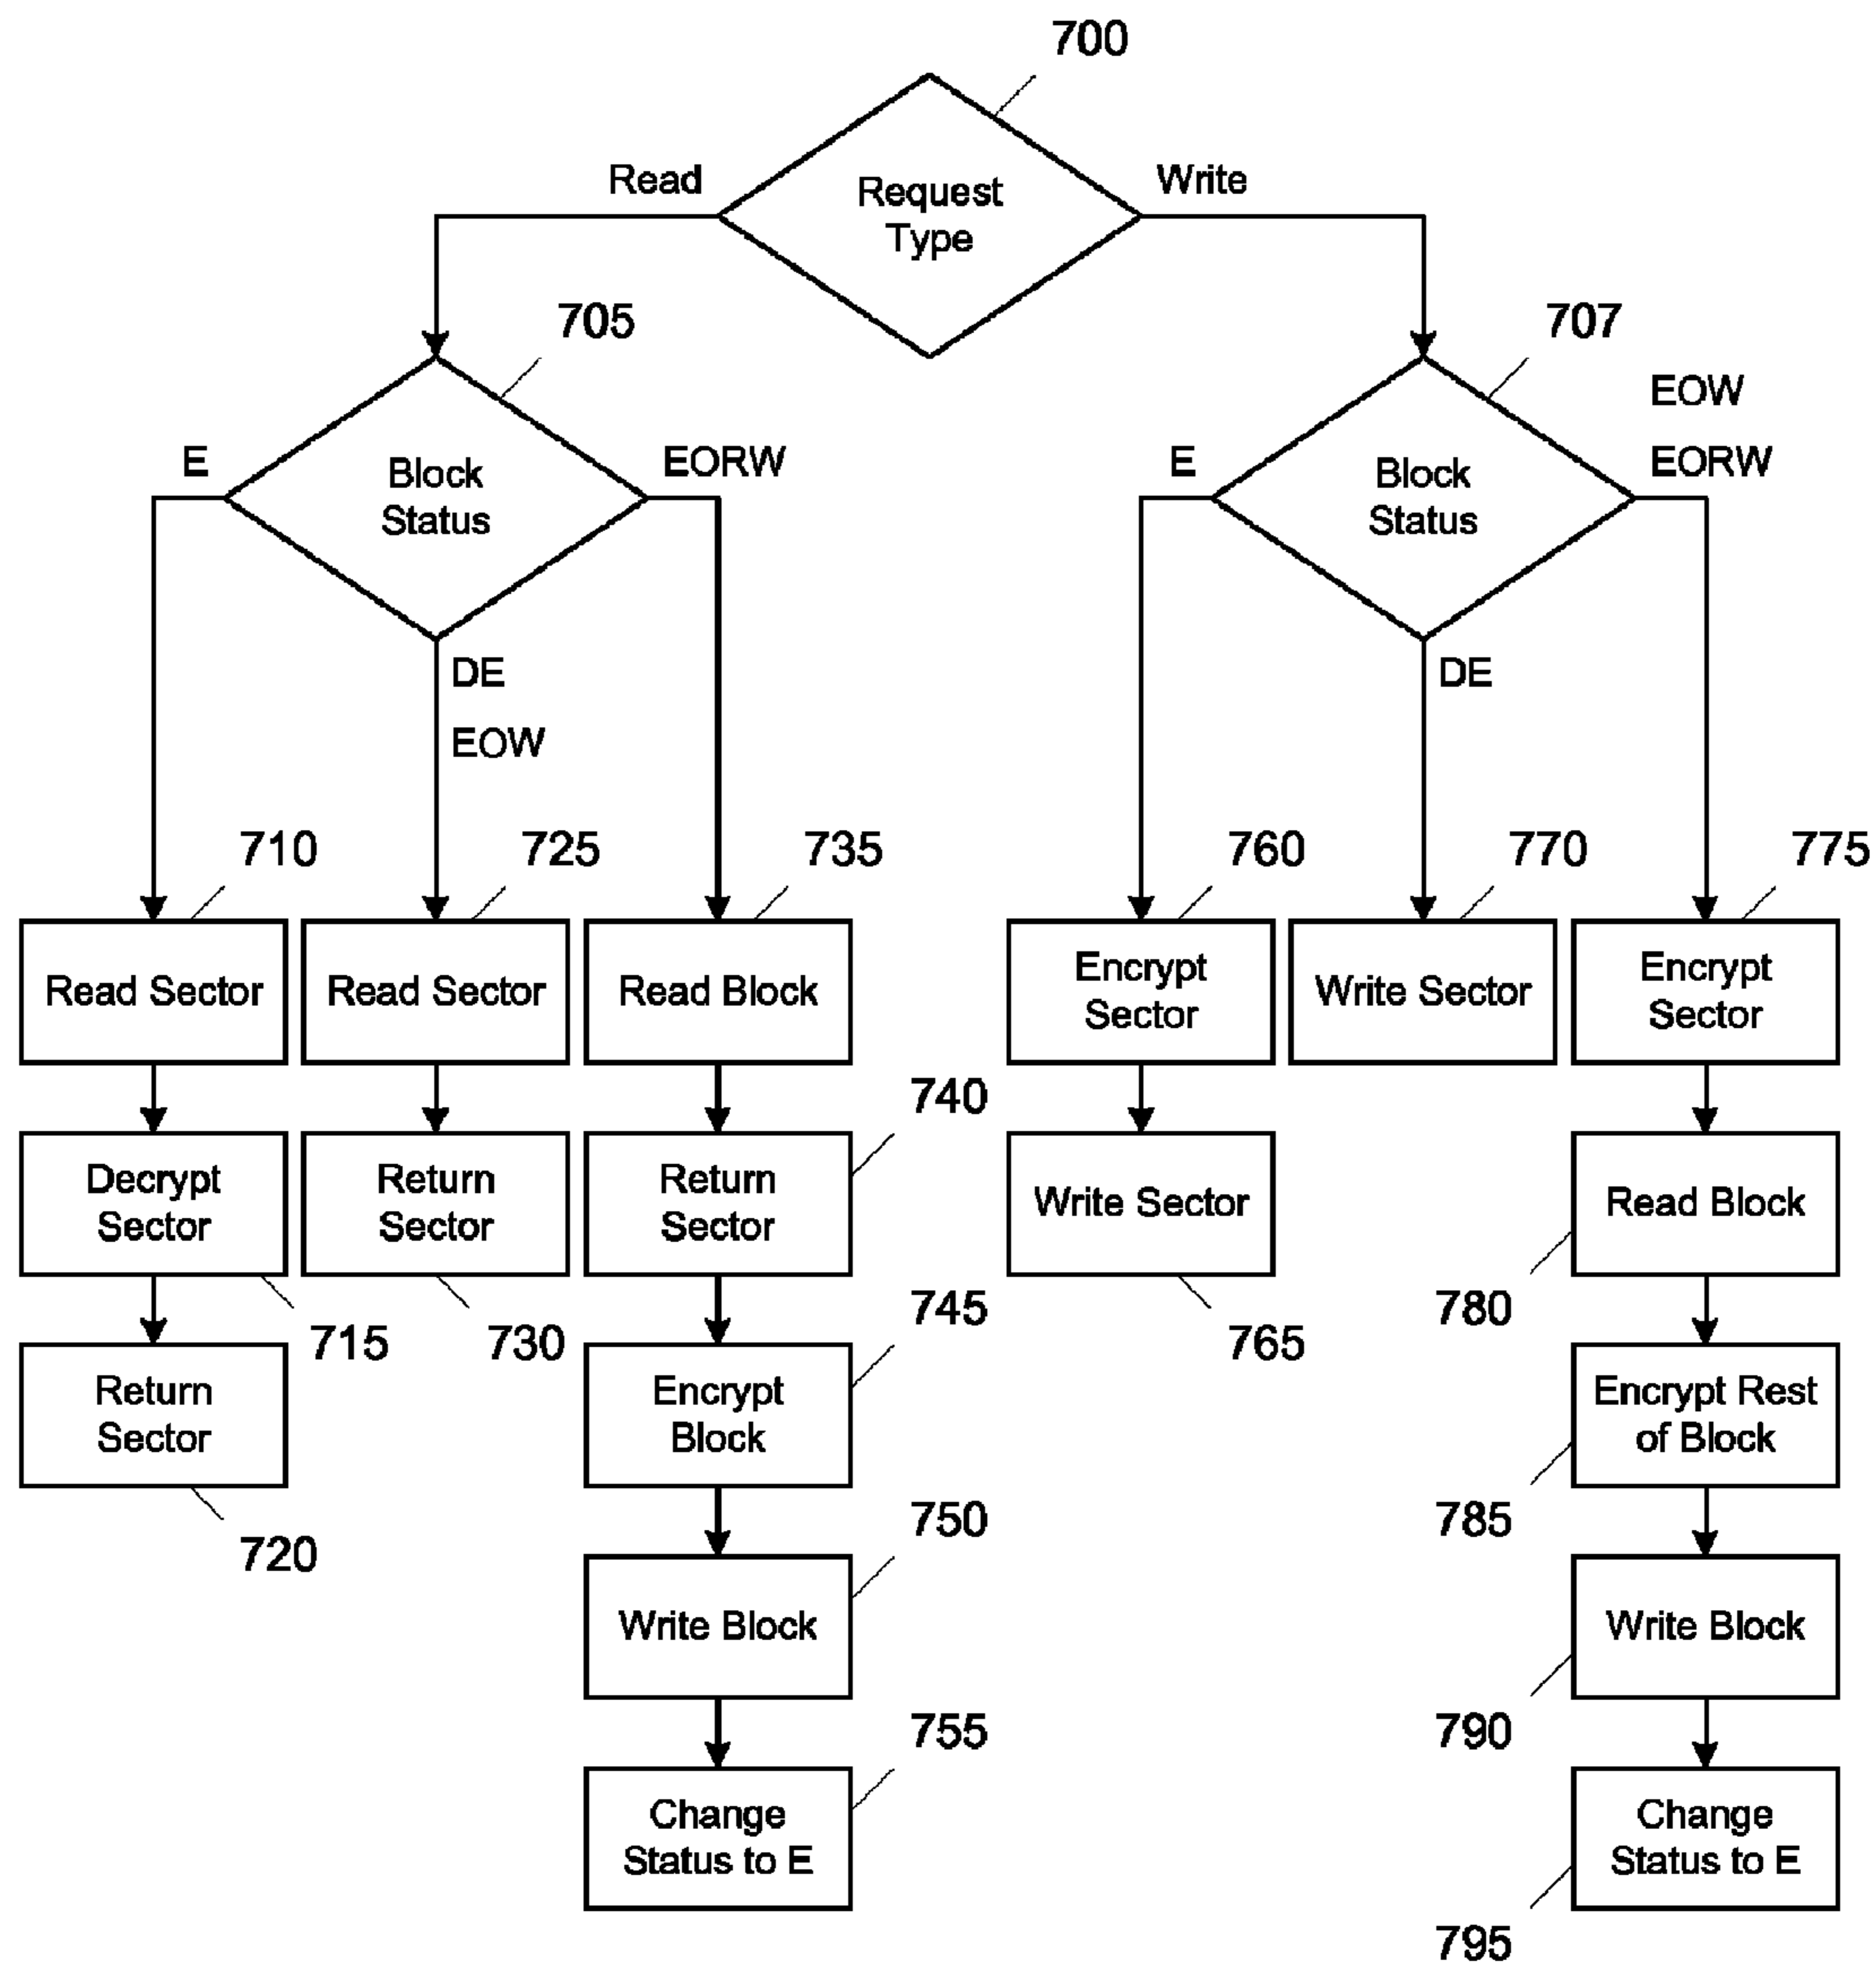 700
Read
Write
Request
Type
705
707
EOW
E
EORW
E
EORW
Block
Status
Block
Status
DE
DE
EOW
710
725
735
760
770
775
Read Sector
Read Sector
Read Block
Encrypt
Sector
Write Sector
Encrypt
Sector
740
Decrypt
Sector
Return
Sector
Return
Sector
Write Sector
Read Block
715
730
745
765
780
Return
Sector
Encrypt
Block
Encrypt Rest
of Block
720
750
785
Write Block
Write Block
755
790
Change
Status to E
Change
Status to E
795